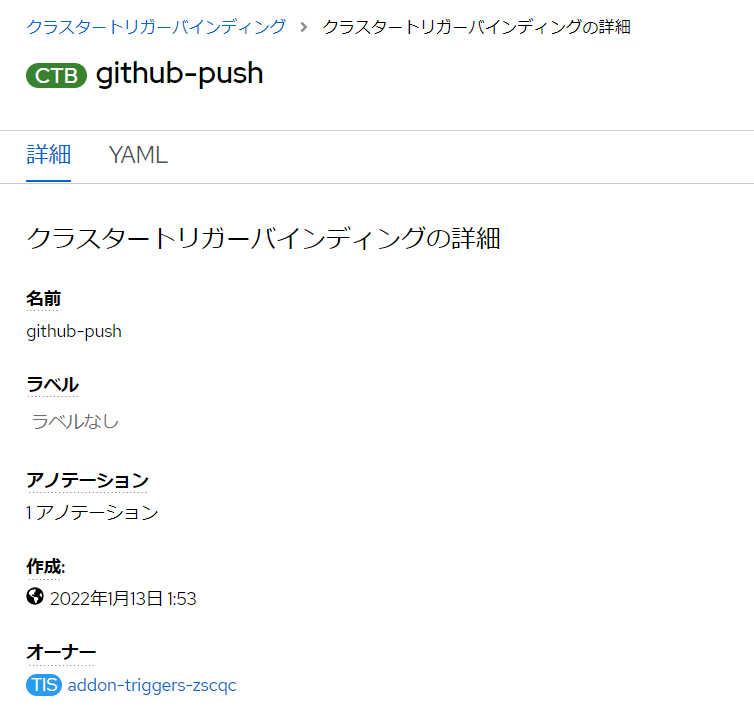 クラスタートリガーバインディング > クラスタートリガーバインディングの詳細
CTB github-push
詳細 YAML
クラスタートリガーバインディングの詳細
名前
github-push
ラベル
ラベルなし
アノテーション
1 アノテーション
作成:
2022年1月13日 1:53
オーナー
TIS addon-triggers-zscqc